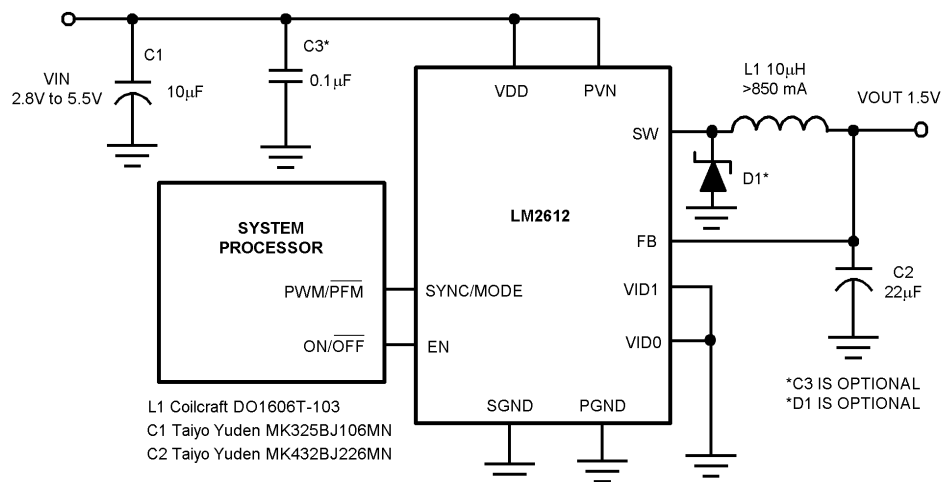 VIN
2.8V to 5.5V
C1
10µF
C3*
0.1µF
VDD
PVN
SW
LM2612
FB
SYNC/MODE
VID1
VID0
EN
SGND
PGND
SYSTEM
PROCESSOR
PWM/PFM
ON/OFF
L1 10µH
>850 mA
VOUT 1.5V
D1*
C2
22µF
*C3 IS OPTIONAL
*D1 IS OPTIONAL
L1 Coilcraft DO1606T-103
C1 Taiyo Yuden MK325BJ106MN
C2 Taiyo Yuden MK432BJ226MN